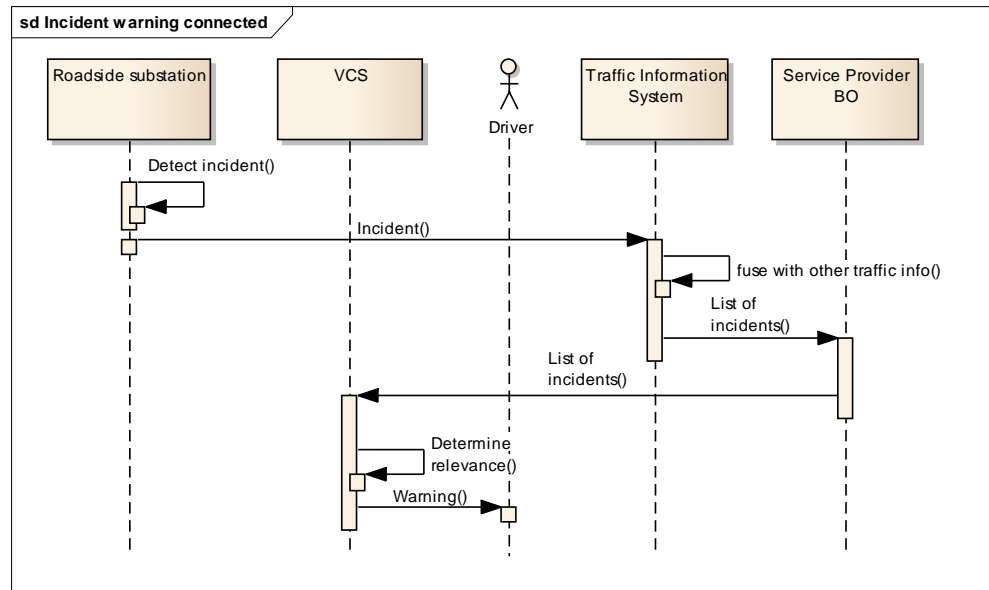 sd Incident warning connected
Roadside substation
VCS
Driver
Traffic Information
System
Service Provider
BO
Detect incident()
Incident()
fuse with other traffic info()
List of
incidents()
List of
incidents()
Determine
relevance()
Warning()